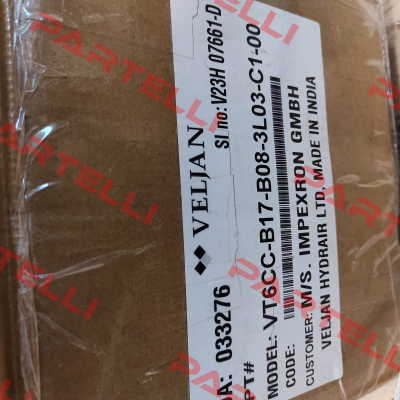 VELJAN
Sl no: V23H 07661-D
A: 033276
PT#
MODEL: VT6CC-B17-B08-3L03-C1-00
CODE:
CUSTOMER: M/S. IMPEXRON GMBH
VELJAN HYDRAIR LTD. MADE IN INDIA
PARTELLI
PARTELLI
PARTELLI
PARTELLI
PARTELLI